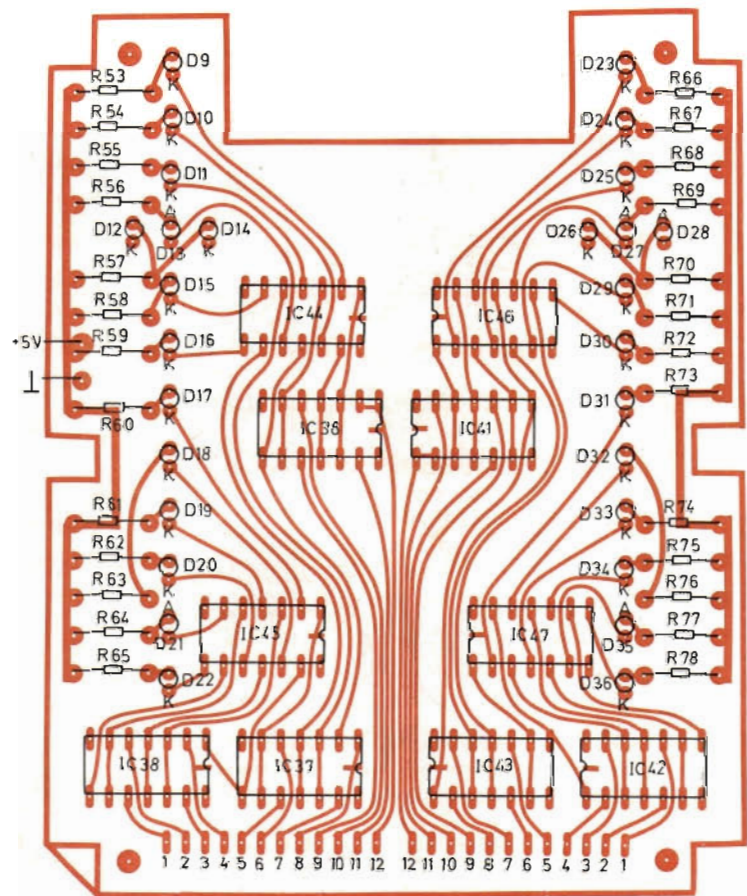 D9
K
R53
D10
K
R54
R55
D11
K
R56
A
D12
K
D13
D14
K
R57
D15
K
R58
+5V
R59
D16
K
R60
D17
K
D18
K
R61
D19
K
R62
D20
K
R63
A
R64
D21
R65
D22
K
D23
K
R66
D24
K
R67
R68
D25
K
R69
A
A
D26
K
D27
D28
R70
D29
K
R71
R72
D30
K
R73
D31
K
D32
K
R74
D33
K
R75
D34
K
R76
A
R77
D35
R78
D36
K
IC44
IC46
IC36
IC41
IC45
IC47
IC38
IC37
IC43
IC42
1 2 3 4 5 6 7 8 9 10 11 12 12 11 10 9 8 7 6 5 4 3 2 1